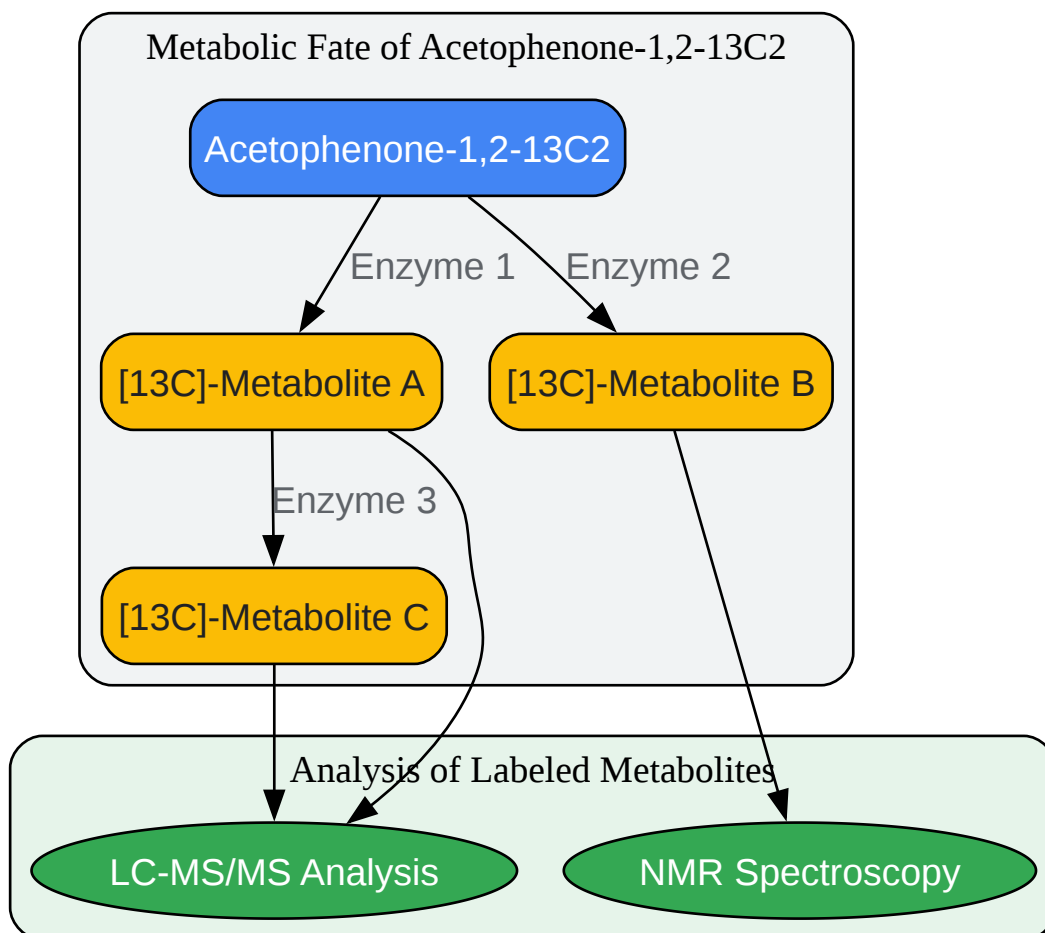 Metabolic Fate of Acetophenone-1,2-13C2
Acetophenone-1,2-13C2
Enzyme 1
Enzyme 2
[13C]-Metabolite A
[13C]-Metabolite B
Enzyme 3
[13C]-Metabolite C
Analysis of Labeled Metabolites
LC-MS/MS Analysis
NMR Spectroscopy